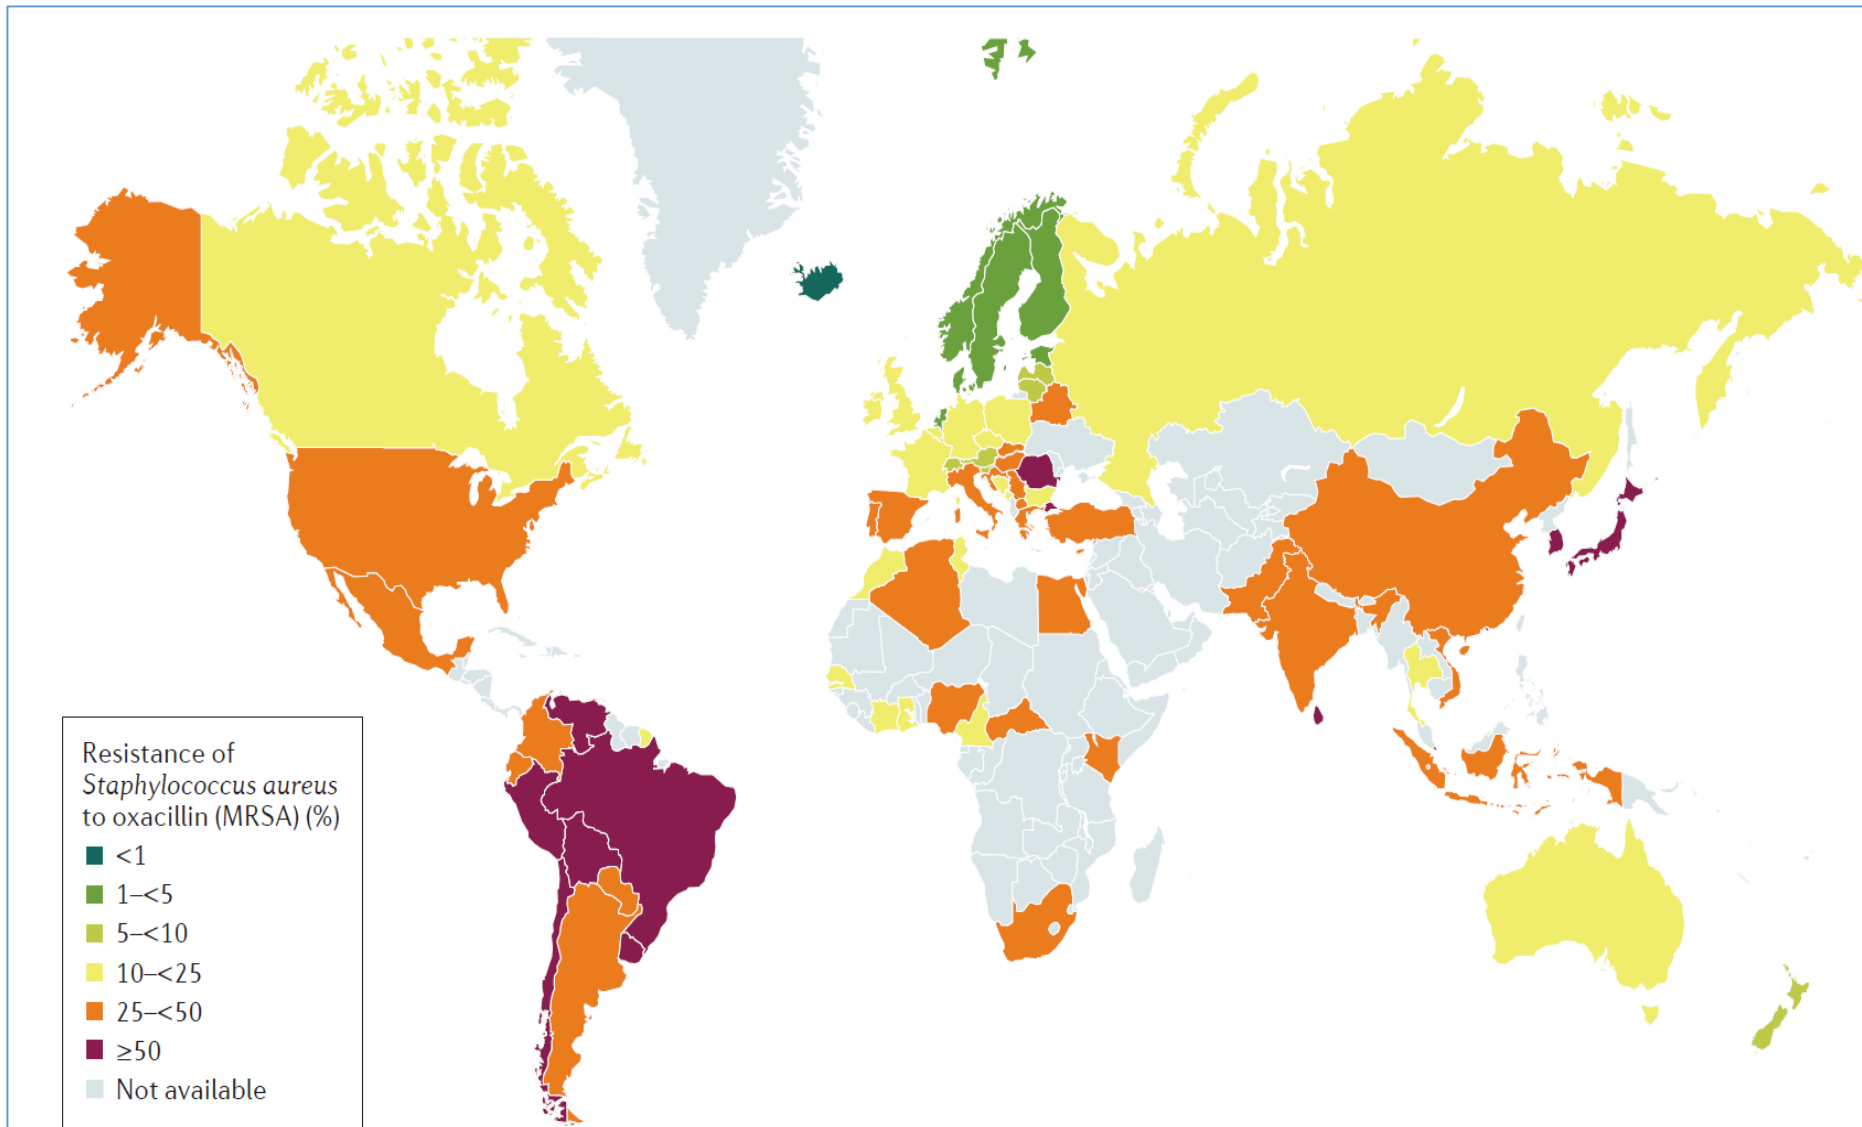 Resistance of
Staphylococcus aureus
to oxacillin (MRSA) (%)
<1
1–<5
5–<10
10–<25
25–<50
≥50
Not available